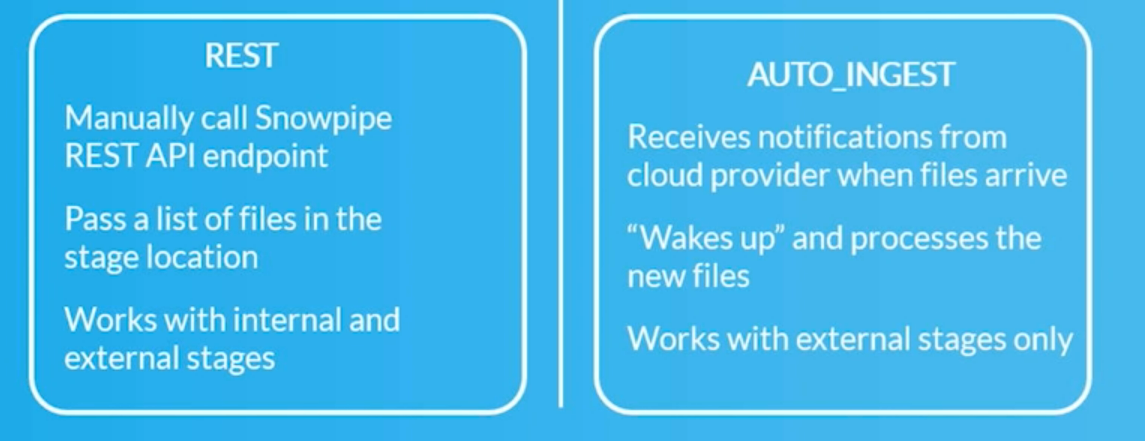 REST
Manually call Snowpipe
REST API endpoint
Pass a list of files in the
stage location
Works with internal and
external stages
AUTO_INGEST
Receives notifications from
cloud provider when files arrive
“Wakes up” and processes the
new files
Works with external stages only